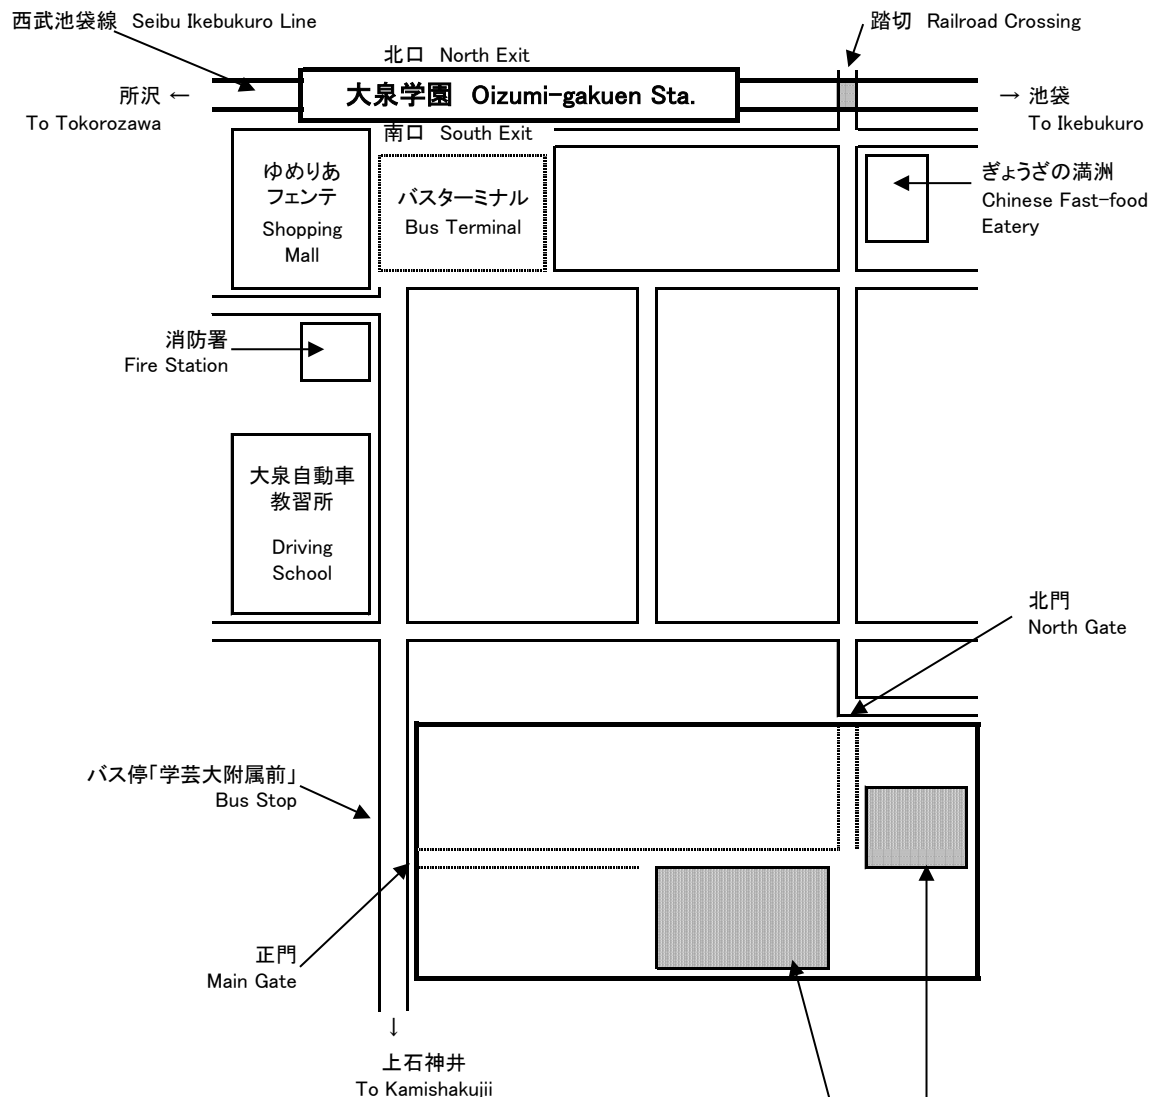 西武池袋線 Seibu Ikebukuro Line
踏切 Railroad Crossing
北口 North Exit
大泉学園 Oizumi-gakuen Sta.
所沢 ←
To Tokorozawa
→ 池袋
To Ikebukuro
南口 South Exit
ゆめりあ
フェンテ
Shopping
Mall
バスターミナル
Bus Terminal
ぎょうざの満洲
Chinese Fast-food
Eatery
消防署
Fire Station
大泉自動車
教習所
Driving
School
北門
North Gate
バス停「学芸大附属前」
Bus Stop
正門
Main Gate
↓
上石神井
To Kamishakujii